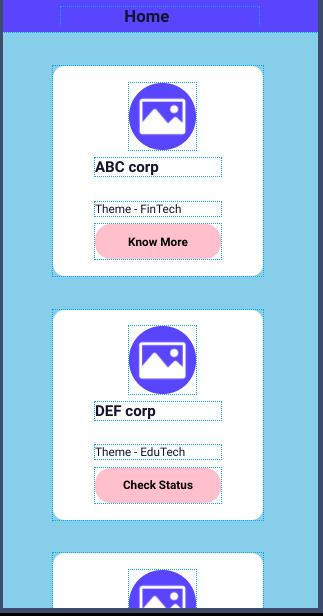 Home
ABC corp
Theme - FinTech
Know More
DEF corp
Theme - EduTech
Check Status